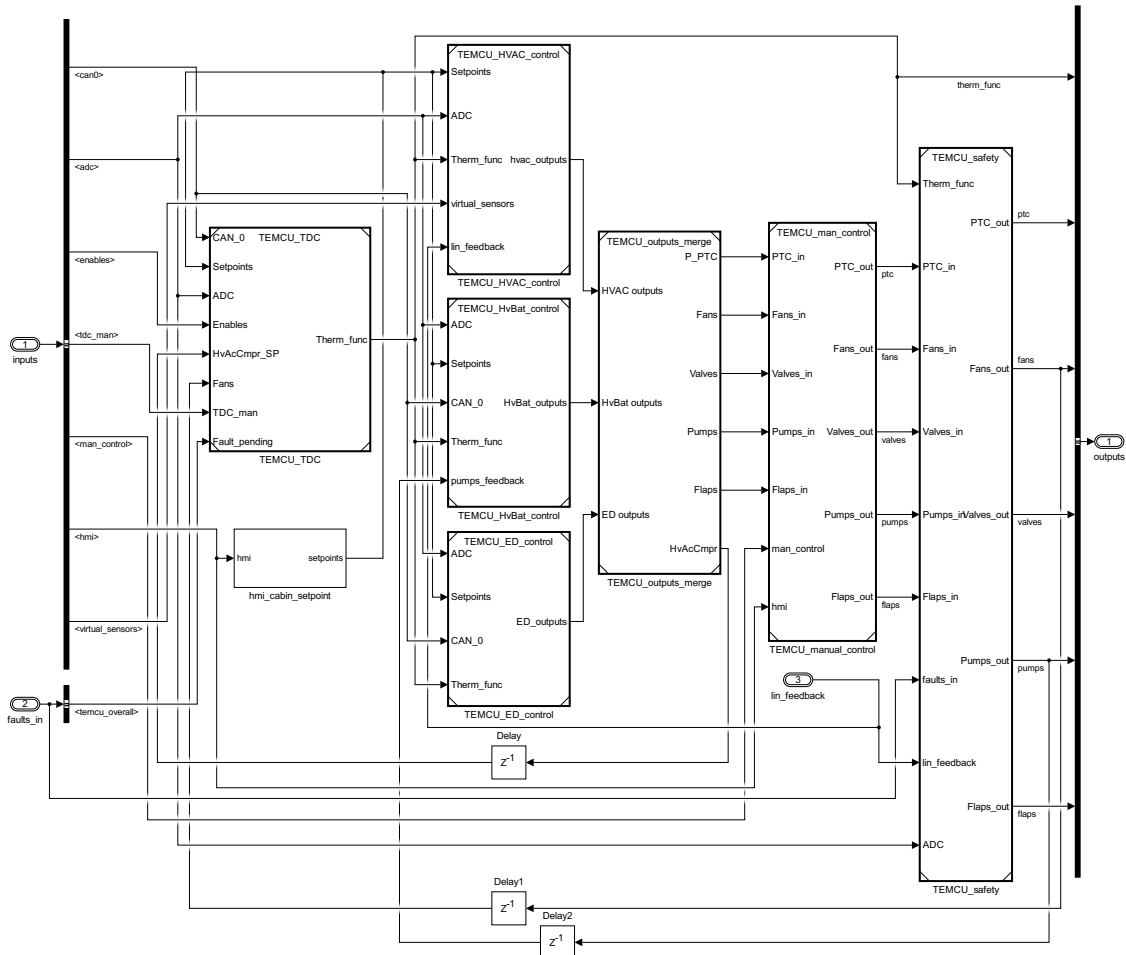 <can0>
<adc>
<enables>
<tdc_man>
<man_control>
<hmi>
<virtual_sensors>
<temcu_overall>
1
inputs
2
faults_in
TEMCU_TDC
CAN_0
Setpoints
ADC
Enables
HvAcCmpr_SP
Fans
TDC_man
Fault_pending
Therm_func
TEMCU_TDC
hmi
setpoints
hmi_cabin_setpoint
TEMCU_HVAC_control
Setpoints
ADC
Therm_func
virtual_sensors
lin_feedback
hvac_outputs
TEMCU_HVAC_control
TEMCU_HvBat_control
ADC
Setpoints
CAN_0
Therm_func
pumps_feedback
HvBat_outputs
TEMCU_HvBat_control
TEMCU_ED_control
ADC
Setpoints
CAN_0
Therm_func
ED_outputs
TEMCU_ED_control
Delay
z-1
Delay1
z-1
Delay2
z-1
TEMCU_outputs_merge
HVAC outputs
HvBat outputs
ED outputs
P_PTC
Fans
Valves
Pumps
Flaps
HvAcCmpr
TEMCU_outputs_merge
TEMCU_man_control
PTC_in
Fans_in
Valves_in
Pumps_in
Flaps_in
man_control
hmi
PTC_out
Fans_out
Valves_out
Pumps_out
Flaps_out
TEMCU_manual_control
ptc
fans
valves
pumps
flaps
3
lin_feedback
TEMCU_safety
Therm_func
PTC_in
Fans_in
Valves_in
Pumps_in
Flaps_in
faults_in
lin_feedback
ADC
PTC_out
Fans_out
Valves_out
Pumps_out
Flaps_out
TEMCU_safety
therm_func
ptc
fans
valves
pumps
flaps
1
outputs